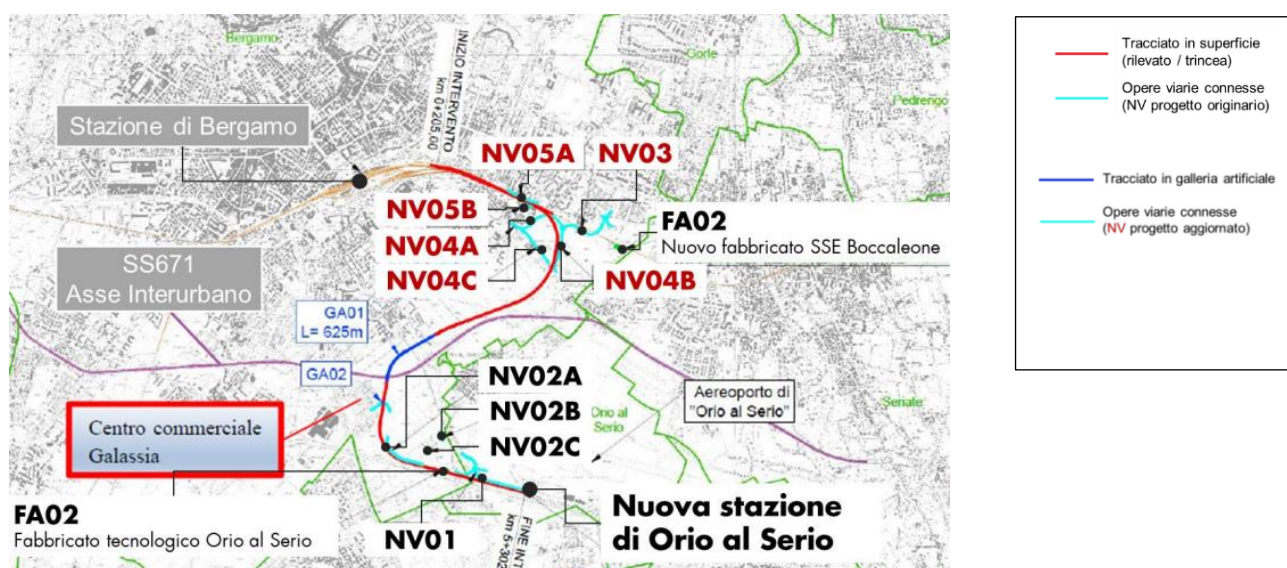 Bergamo
Gorle
Pedrengo
INIZIO INTERVENTO
km 0+205.00
Stazione di Bergamo
NV05A
NV03
NV05B
NV04A
NV04C
FA02
Nuovo fabbricato SSE Boccaleone
NV04B
SS671
Asse Interurbano
GA01
L= 625m
GA02
NV02A
NV02B
NV02C
Orio al
Serio
Aereoporto di
"Orio al Serio"
Seriate
Centro commerciale
Galassia
FA02
Fabbricato tecnologico Orio al Serio
NV01
FINE INT
km 5+302
Nuova stazione
di Orio al Serio
Tracciato in superficie
(rilevato / trincea)
Opere viarie connesse
(NV progetto originario)
Tracciato in galleria artificiale
Opere viarie connesse
(NV progetto aggiornato)